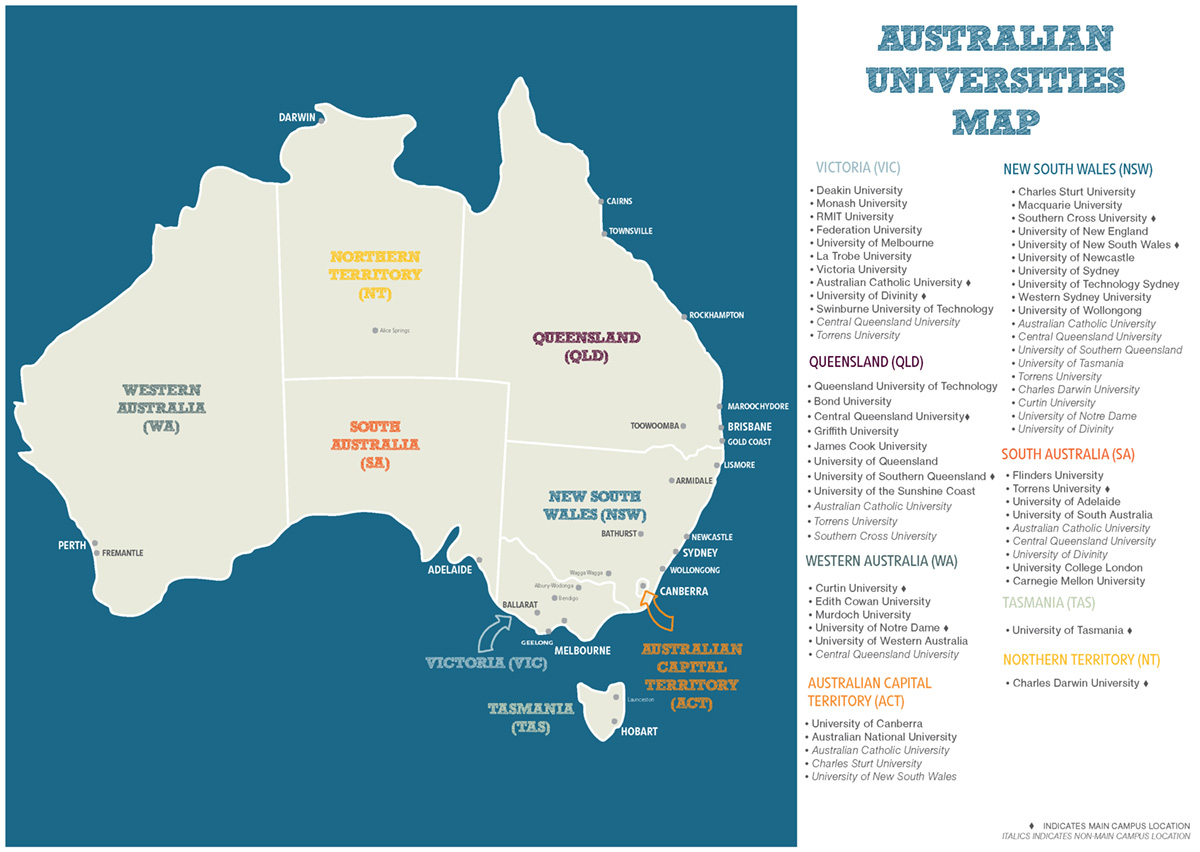 AUSTRALIAN
UNIVERSITIES
MAP
DARWIN
CAIRNS
TOWNSVILLE
NORTHERN
TERRITORY
(NT)
Alice Springs
ROCKHAMPTON
QUEENSLAND
(QLD)
WESTERN
AUSTRALIA
(WA)
SOUTH
AUSTRALIA
(SA)
MAROOCHYDORE
TOOWOOMBA
BRISBANE
GOLD COAST
LISMORE
ARMIDALE
NEW SOUTH
WALES (NSW)
BATHURST
NEWCASTLE
SYDNEY
PERTH
FREMANTLE
ADELAIDE
WOLLONGONG
Wagga Wagga
Albury-Wodonga
CANBERRA
Bendigo
BALLARAT
GEELONG
MELBOURNE
VICTORIA (VIC)
AUSTRALIAN
CAPITAL
TERRITORY
(ACT)
TASMANIA
(TAS)
Launceston
HOBART
VICTORIA (VIC)
• Deakin University
• Monash University
• RMIT University
• Federation University
• University of Melbourne
• La Trobe University
• Victoria University
• Australian Catholic University ♦
• University of Divinity ♦
• Swinburne University of Technology
• Central Queensland University
• Torrens University
QUEENSLAND (QLD)
• Queensland University of Technology
• Bond University
• Central Queensland University♦
• Griffith University
• James Cook University
• University of Queensland
• University of Southern Queensland ♦
• University of the Sunshine Coast
• Australian Catholic University
• Torrens University
• Southern Cross University
WESTERN AUSTRALIA (WA)
• Curtin University ♦
• Edith Cowan University
• Murdoch University
• University of Notre Dame ♦
• University of Western Australia
• Central Queensland University
AUSTRALIAN CAPITAL
TERRITORY (ACT)
• University of Canberra
• Australian National University
• Australian Catholic University
• Charles Sturt University
• University of New South Wales
NEW SOUTH WALES (NSW)
• Charles Sturt University
• Macquarie University
• Southern Cross University ♦
• University of New England
• University of New South Wales ♦
• University of Newcastle
• University of Sydney
• University of Technology Sydney
• Western Sydney University
• University of Wollongong
• Australian Catholic University
• Central Queensland University
• University of Southern Queensland
• University of Tasmania
• Torrens University
• Charles Darwin University
• Curtin University
• University of Notre Dame
• University of Divinity
SOUTH AUSTRALIA (SA)
• Flinders University
• Torrens University ♦
• University of Adelaide
• University of South Australia
• Australian Catholic University
• Central Queensland University
• University of Divinity
• University College London
• Carnegie Mellon University
TASMANIA (TAS)
• University of Tasmania ♦
NORTHERN TERRITORY (NT)
• Charles Darwin University ♦
♦ INDICATES MAIN CAMPUS LOCATION
ITALICS INDICATES NON-MAIN CAMPUS LOCATION